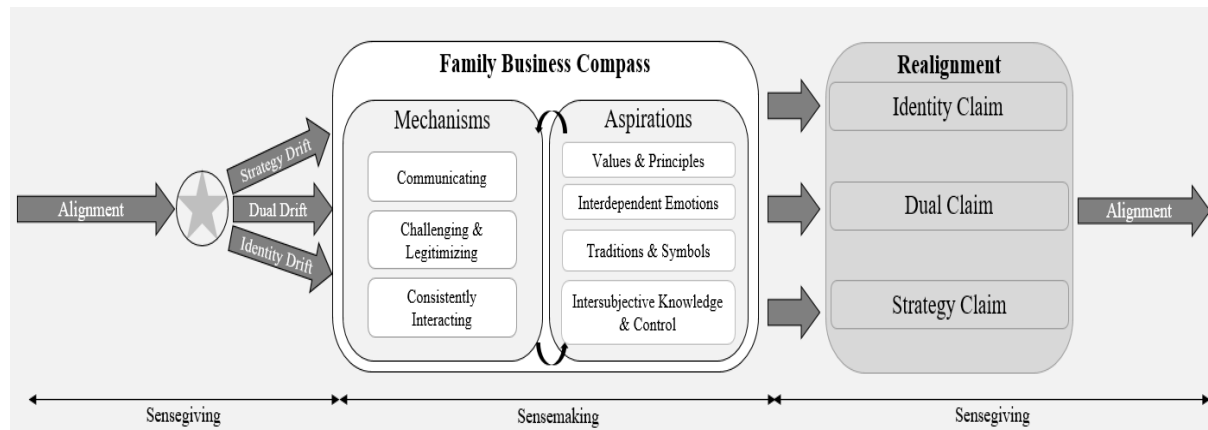 Alignment
Strategy Drift
Dual Drift
Identity Drift
Family Business Compass
Mechanisms
Communicating
Challenging &
Legitimizing
Consistently
Interacting
Aspirations
Values & Principles
Interdependent Emotions
Traditions & Symbols
Intersubjective Knowledge
& Control
Realignment
Identity Claim
Dual Claim
Strategy Claim
Alignment
Sensegiving
Sensemaking
Sensegiving